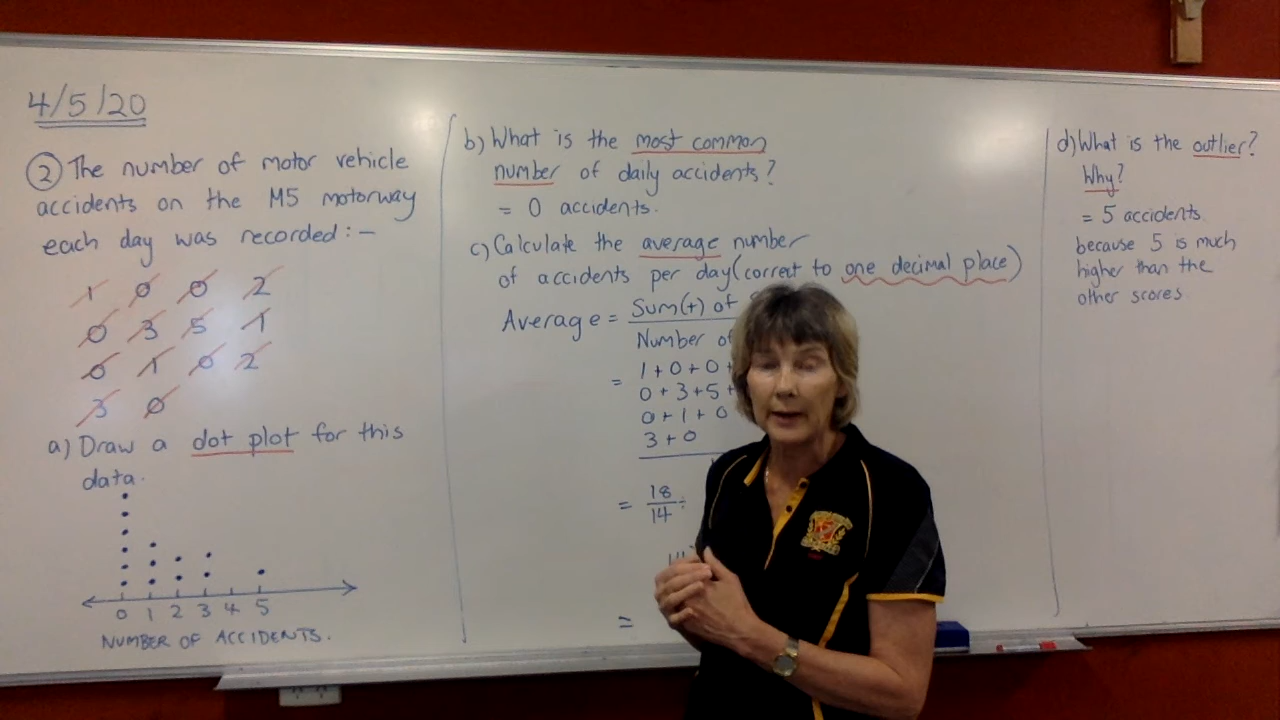 4/5/20
2 The number of motor vehicle
accidents on the M5 motorway
each day was recorded:-
1 0 0 2
0 3 5 1
0 1 0 2
3 0
a) Draw a dot plot for this
data.
0 1 2 3 4 5
NUMBER OF ACCIDENTS.
b) What is the most common
number of daily accidents?
= 0 accidents.
c) Calculate the average number
of accidents per day (correct to one decimal place)
Average = Sum(+) of
Number of
= 1+0+0+
0+3+5+
0+1+0
3+0
= 18
14 ÷
=
d) What is the outlier?
Why?
= 5 accidents
because 5 is much
higher than the
other scores.